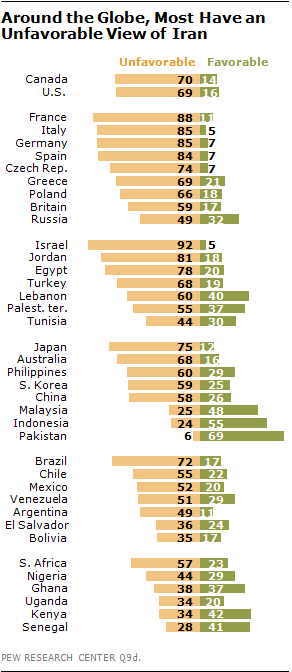 Around the Globe, Most Have an
Unfavorable View of Iran
Unfavorable Favorable
Canada 70 14
U.S. 69 16
France 88 11
Italy 85 5
Germany 85 7
Spain 84 7
Czech Rep. 74 7
Greece 69 21
Poland 66 18
Britain 59 17
Russia 49 32
Israel 92 5
Jordan 81 18
Egypt 78 20
Turkey 68 19
Lebanon 60 40
Palest. ter. 55 37
Tunisia 44 30
Japan 75 12
Australia 68 16
Philippines 60 29
S. Korea 59 25
China 58 26
Malaysia 25 48
Indonesia 24 55
Pakistan 6 69
Brazil 72 17
Chile 55 22
Mexico 52 20
Venezuela 51 29
Argentina 49 11
El Salvador 36 24
Bolivia 35 17
S. Africa 57 23
Nigeria 44 29
Ghana 38 37
Uganda 34 20
Kenya 34 42
Senegal 28 41
PEW RESEARCH CENTER Q9d.